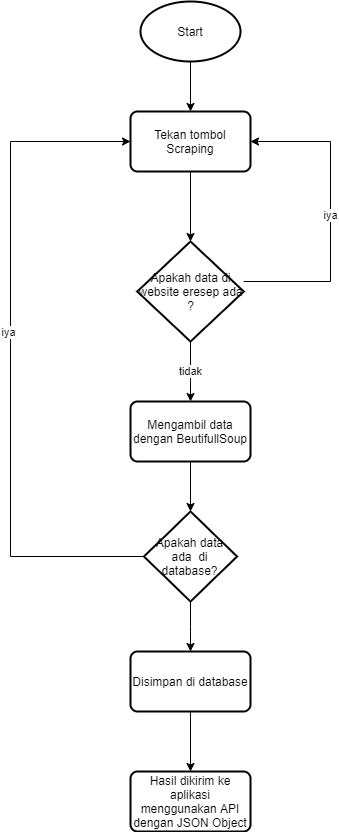 Start
Tekan tombol
Scraping
iya
Apakah data di
website eresep ada
?
iya
tidak
Mengambil data
dengan BeutifullSoup
Apakah data
ada di
database?
Disimpan di database
Hasil dikirim ke
aplikasi
menggunakan API
dengan JSON Object